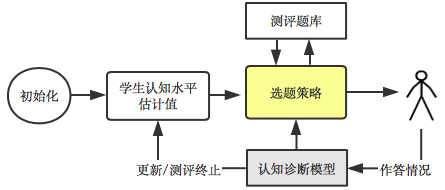 测评题库
初始化
学生认知水平
估计值
选题策略
更新/测评终止
认知诊断模型
作答情况